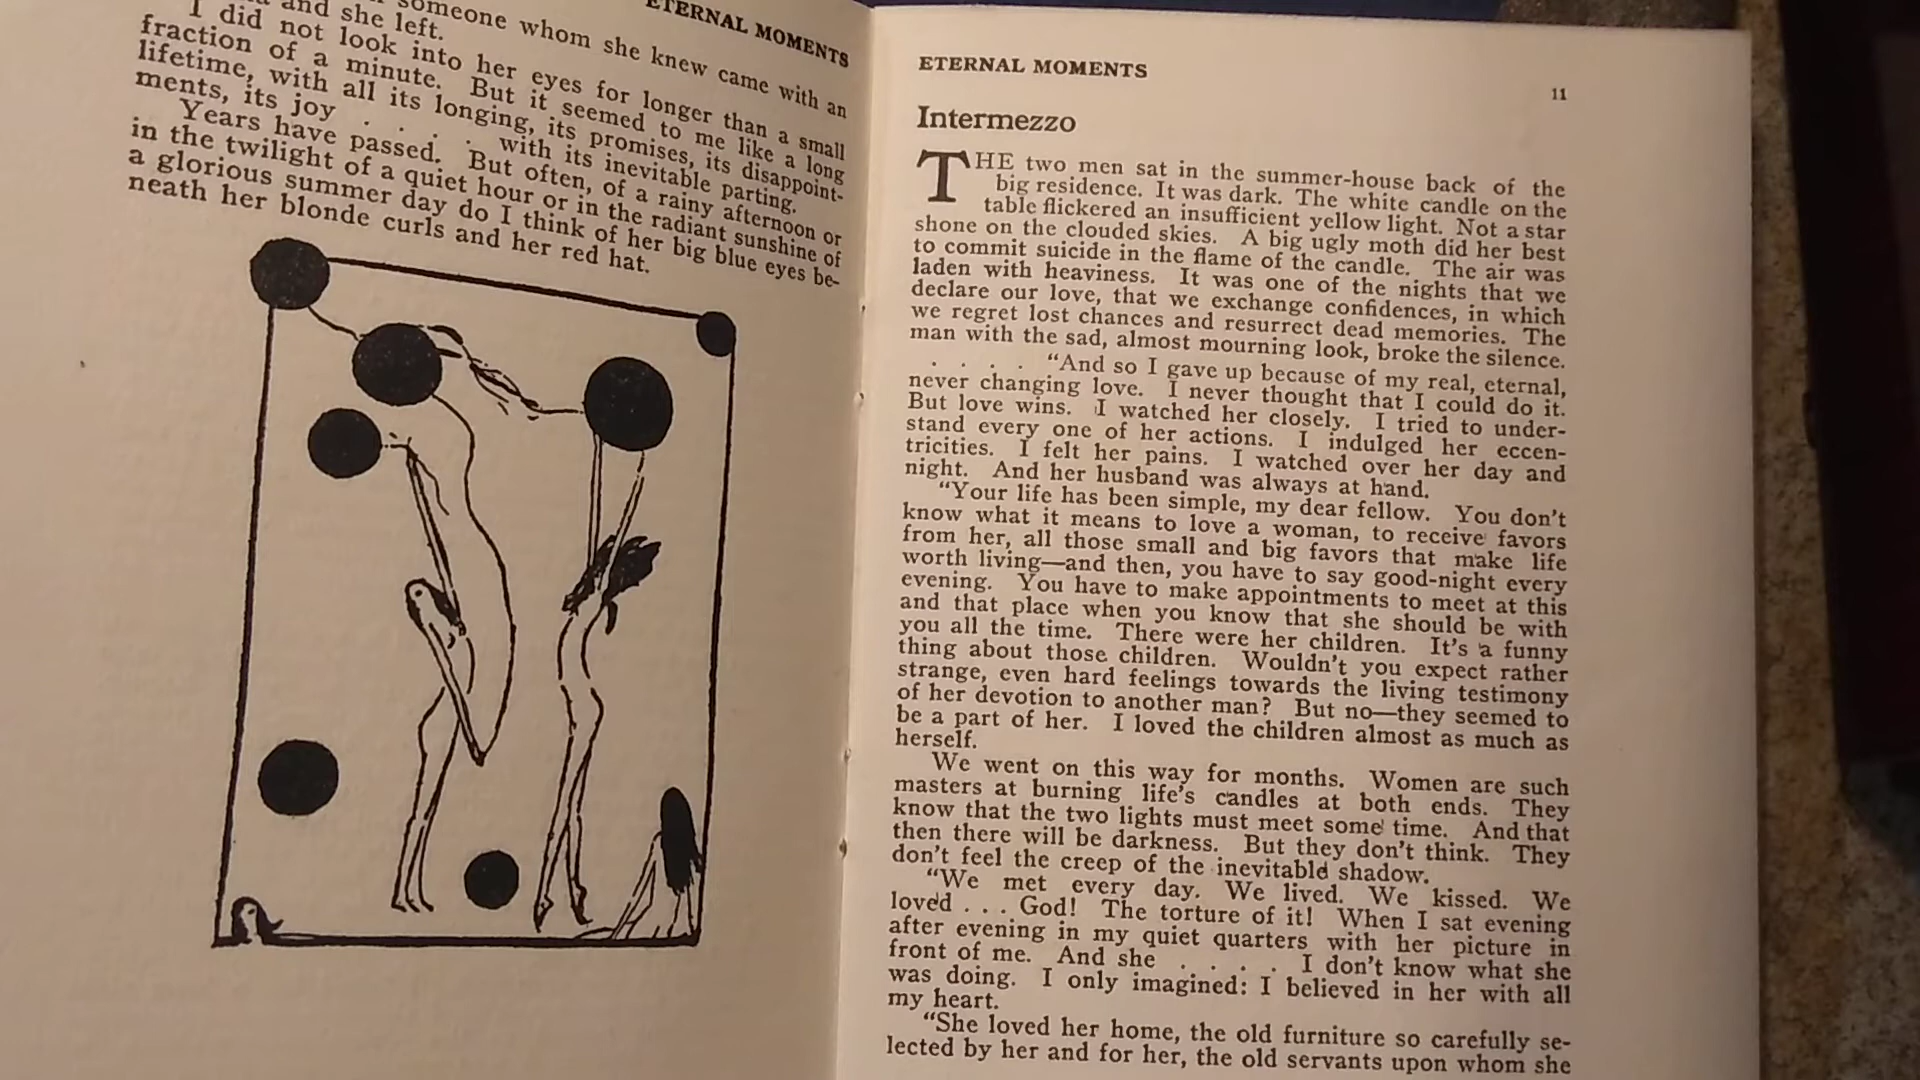 ETERNAL MOMENTS
and she left.
someone whom she knew came with an
I did not look into her eyes for longer than a small
fraction of a minute. But it seemed to me like a long
lifetime, with all its longing, its promises, its disappoint-
ments, its joy . . . . with its inevitable parting.
Years have passed. But often, of a rainy afternoon or
in the twilight of a quiet hour or in the radiant sunshine of
a glorious summer day do I think of her big blue eyes be-
neath her blonde curls and her red hat.
ETERNAL MOMENTS
11
Intermezzo
THE two men sat in the summer-house back of the
big residence. It was dark. The white candle on the
table flickered an insufficient yellow light. Not a star
shone on the clouded skies. A big ugly moth did her best
to commit suicide in the flame of the candle. The air was
laden with heaviness. It was one of the nights that we
declare our love, that we exchange confidences, in which
we regret lost chances and resurrect dead memories. The
man with the sad, almost mourning look, broke the silence.
. . . . "And so I gave up because of my real, eternal,
never changing love. I never thought that I could do it.
But love wins. I watched her closely. I tried to under-
stand every one of her actions. I indulged her eccen-
tricities. I felt her pains. I watched over her day and
night. And her husband was always at hand.
"Your life has been simple, my dear fellow. You don't
know what it means to love a woman, to receive favors
from her, all those small and big favors that make life
worth living—and then, you have to say good-night every
evening. You have to make appointments to meet at this
and that place when you know that she should be with
you all the time. There were her children. It's a funny
thing about those children. Wouldn't you expect rather
strange, even hard feelings towards the living testimony
of her devotion to another man? But no—they seemed to
be a part of her. I loved the children almost as much as
herself.
We went on this way for months. Women are such
masters at burning life's candles at both ends. They
know that the two lights must meet some time. And that
then there will be darkness. But they don't think. They
don't feel the creep of the inevitable shadow.
"We met every day. We lived. We kissed. We
loved . . . God! The torture of it! When I sat evening
after evening in my quiet quarters with her picture in
front of me. And she . . . . I don't know what she
was doing. I only imagined: I believed in her with all
my heart.
"She loved her home, the old furniture so carefully se-
lected by her and for her, the old servants upon whom she